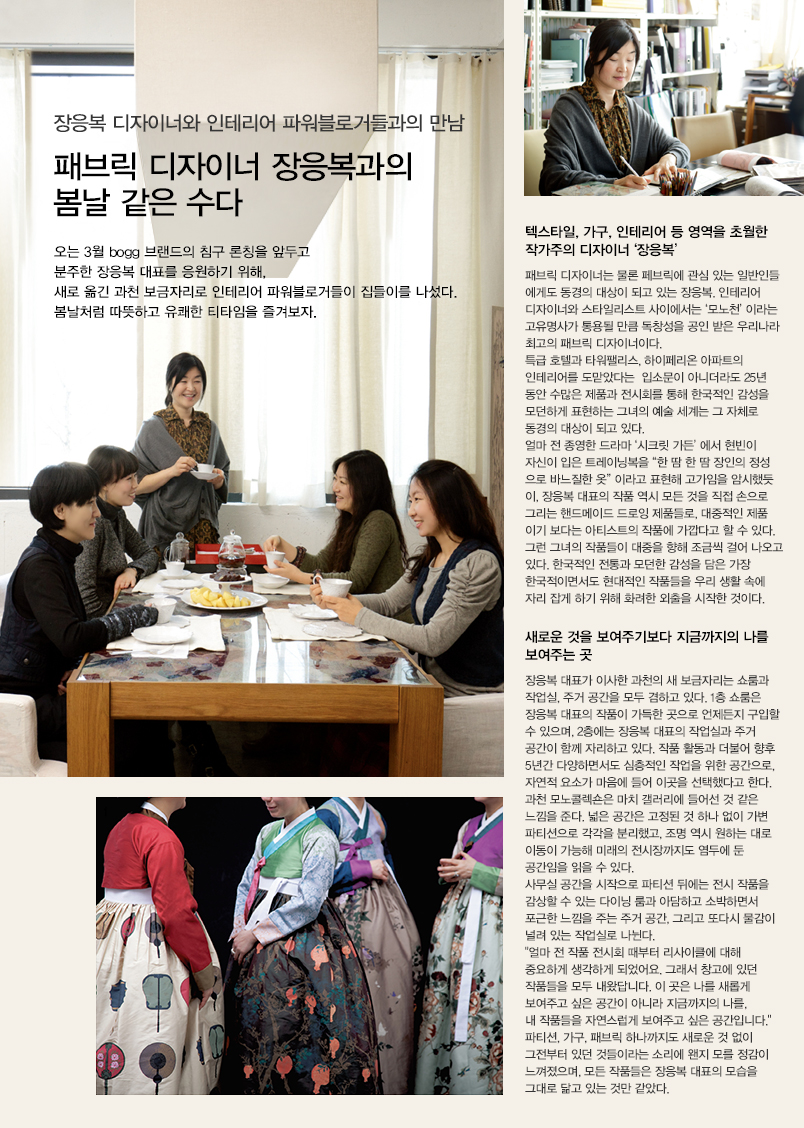 장응복 디자이너와 인테리어 파워블로거들과의 만남
패브릭 디자이너 장응복과의
봄날 같은 수다
오는 3월 bogg 브랜드의 침구 론칭을 앞두고
분주한 장응복 대표를 응원하기 위해,
새로 옮긴 과천 보금자리로 인테리어 파워블로거들이 집들이를 나섰다.
봄날처럼 따뜻하고 유쾌한 티타임을 즐겨보자.
텍스타일, 가구, 인테리어 등 영역을 초월한
작가주의 디자이너 ‘장응복’
패브릭 디자이너는 물론 페브릭에 관심 있는 일반인들
에게도 동경의 대상이 되고 있는 장응복. 인테리어
디자이너와 스타일리스트 사이에서는 ‘모노천’ 이라는
고유명사가 통용될 만큼 독창성을 공인 받은 우리나라
최고의 패브릭 디자이너이다.
특급 호텔과 타워팰리스, 하이페리온 아파트의
인테리어를 도맡았다는 입소문이 아니더라도 25년
동안 수많은 제품과 전시회를 통해 한국적인 감성을
모던하게 표현하는 그녀의 예술 세계는 그 자체로
동경의 대상이 되고 있다.
얼마 전 종영한 드라마 ‘시크릿 가든’ 에서 현빈이
자신이 입은 트레이닝복을 “한 땀 한 땀 장인의 정성
으로 바느질한 옷” 이라고 표현해 고가임을 암시했듯
이, 장응복 대표의 작품 역시 모든 것을 직접 손으로
그리는 핸드메이드 드로잉 제품들로, 대중적인 제품
이기 보다는 아티스트의 작품에 가깝다고 할 수 있다.
그런 그녀의 작품들이 대중을 향해 조금씩 걸어 나오고
있다. 한국적인 전통과 모던한 감성을 담은 가장
한국적이면서도 현대적인 작품들을 우리 생활 속에
자리 잡게 하기 위해 화려한 외출을 시작한 것이다.
새로운 것을 보여주기보다 지금까지의 나를
보여주는 곳
장응복 대표가 이사한 과천의 새 보금자리는 쇼룸과
작업실, 주거 공간을 모두 겸하고 있다. 1층 쇼룸은
장응복 대표의 작품이 가득한 곳으로 언제든지 구입할
수 있으며, 2층에는 장응복 대표의 작업실과 주거
공간이 함께 자리하고 있다. 작품 활동과 더불어 향후
5년간 다양하면서도 심층적인 작업을 위한 공간으로,
자연적 요소가 마음에 들어 이곳을 선택했다고 한다.
과천 모노콜렉숀은 마치 갤러리에 들어선 것 같은
느낌을 준다. 넓은 공간은 고정된 것 하나 없이 가변
파티션으로 각각을 분리했고, 조명 역시 원하는 대로
이동이 가능해 미래의 전시장까지도 염두에 둔
공간임을 읽을 수 있다.
사무실 공간을 시작으로 파티션 뒤에는 전시 작품을
감상할 수 있는 다이닝 룸과 아담하고 소박하면서
포근한 느낌을 주는 주거 공간, 그리고 또다시 물감이
널려 있는 작업실로 나뉜다.
"얼마 전 작품 전시회 때부터 리사이클에 대해
중요하게 생각하게 되었어요. 그래서 창고에 있던
작품들을 모두 내왔답니다. 이 곳은 나를 새롭게
보여주고 싶은 공간이 아니라 지금까지의 나를,
내 작품들을 자연스럽게 보여주고 싶은 공간입니다."
파티션, 가구, 패브릭 하나까지도 새로운 것 없이
그전부터 있던 것들이라는 소리에 왠지 모를 정감이
느껴졌으며, 모든 작품들은 장응복 대표의 모습을
그대로 닮고 있는 것만 같았다.